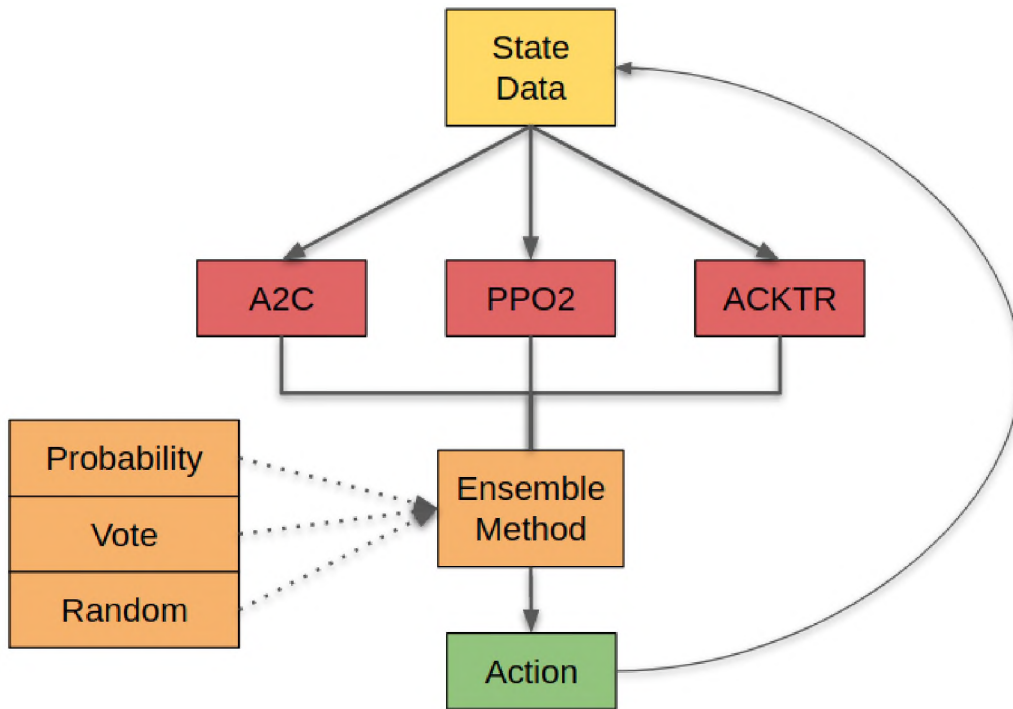 State
Data
A2C
PPO2
ACKTR
Probability
Vote
Random
Ensemble
Method
Action